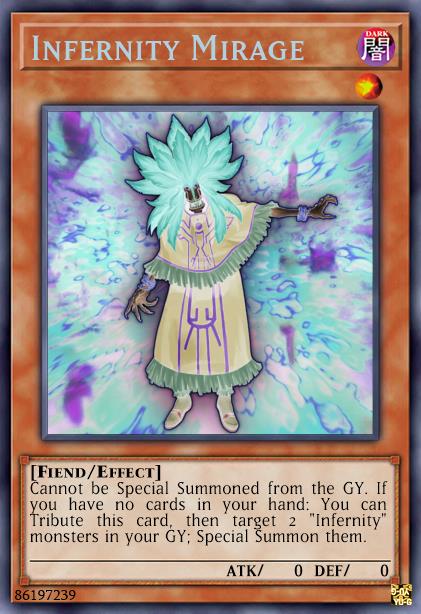 Infernity Mirage
DARK
闇
[Fiend/Effect]
Cannot be Special Summoned from the GY. If
you have no cards in your hand: You can
Tribute this card, then target 2 "Infernity"
monsters in your GY; Special Summon them.
ATK/ 0 DEF/ 0
86197239